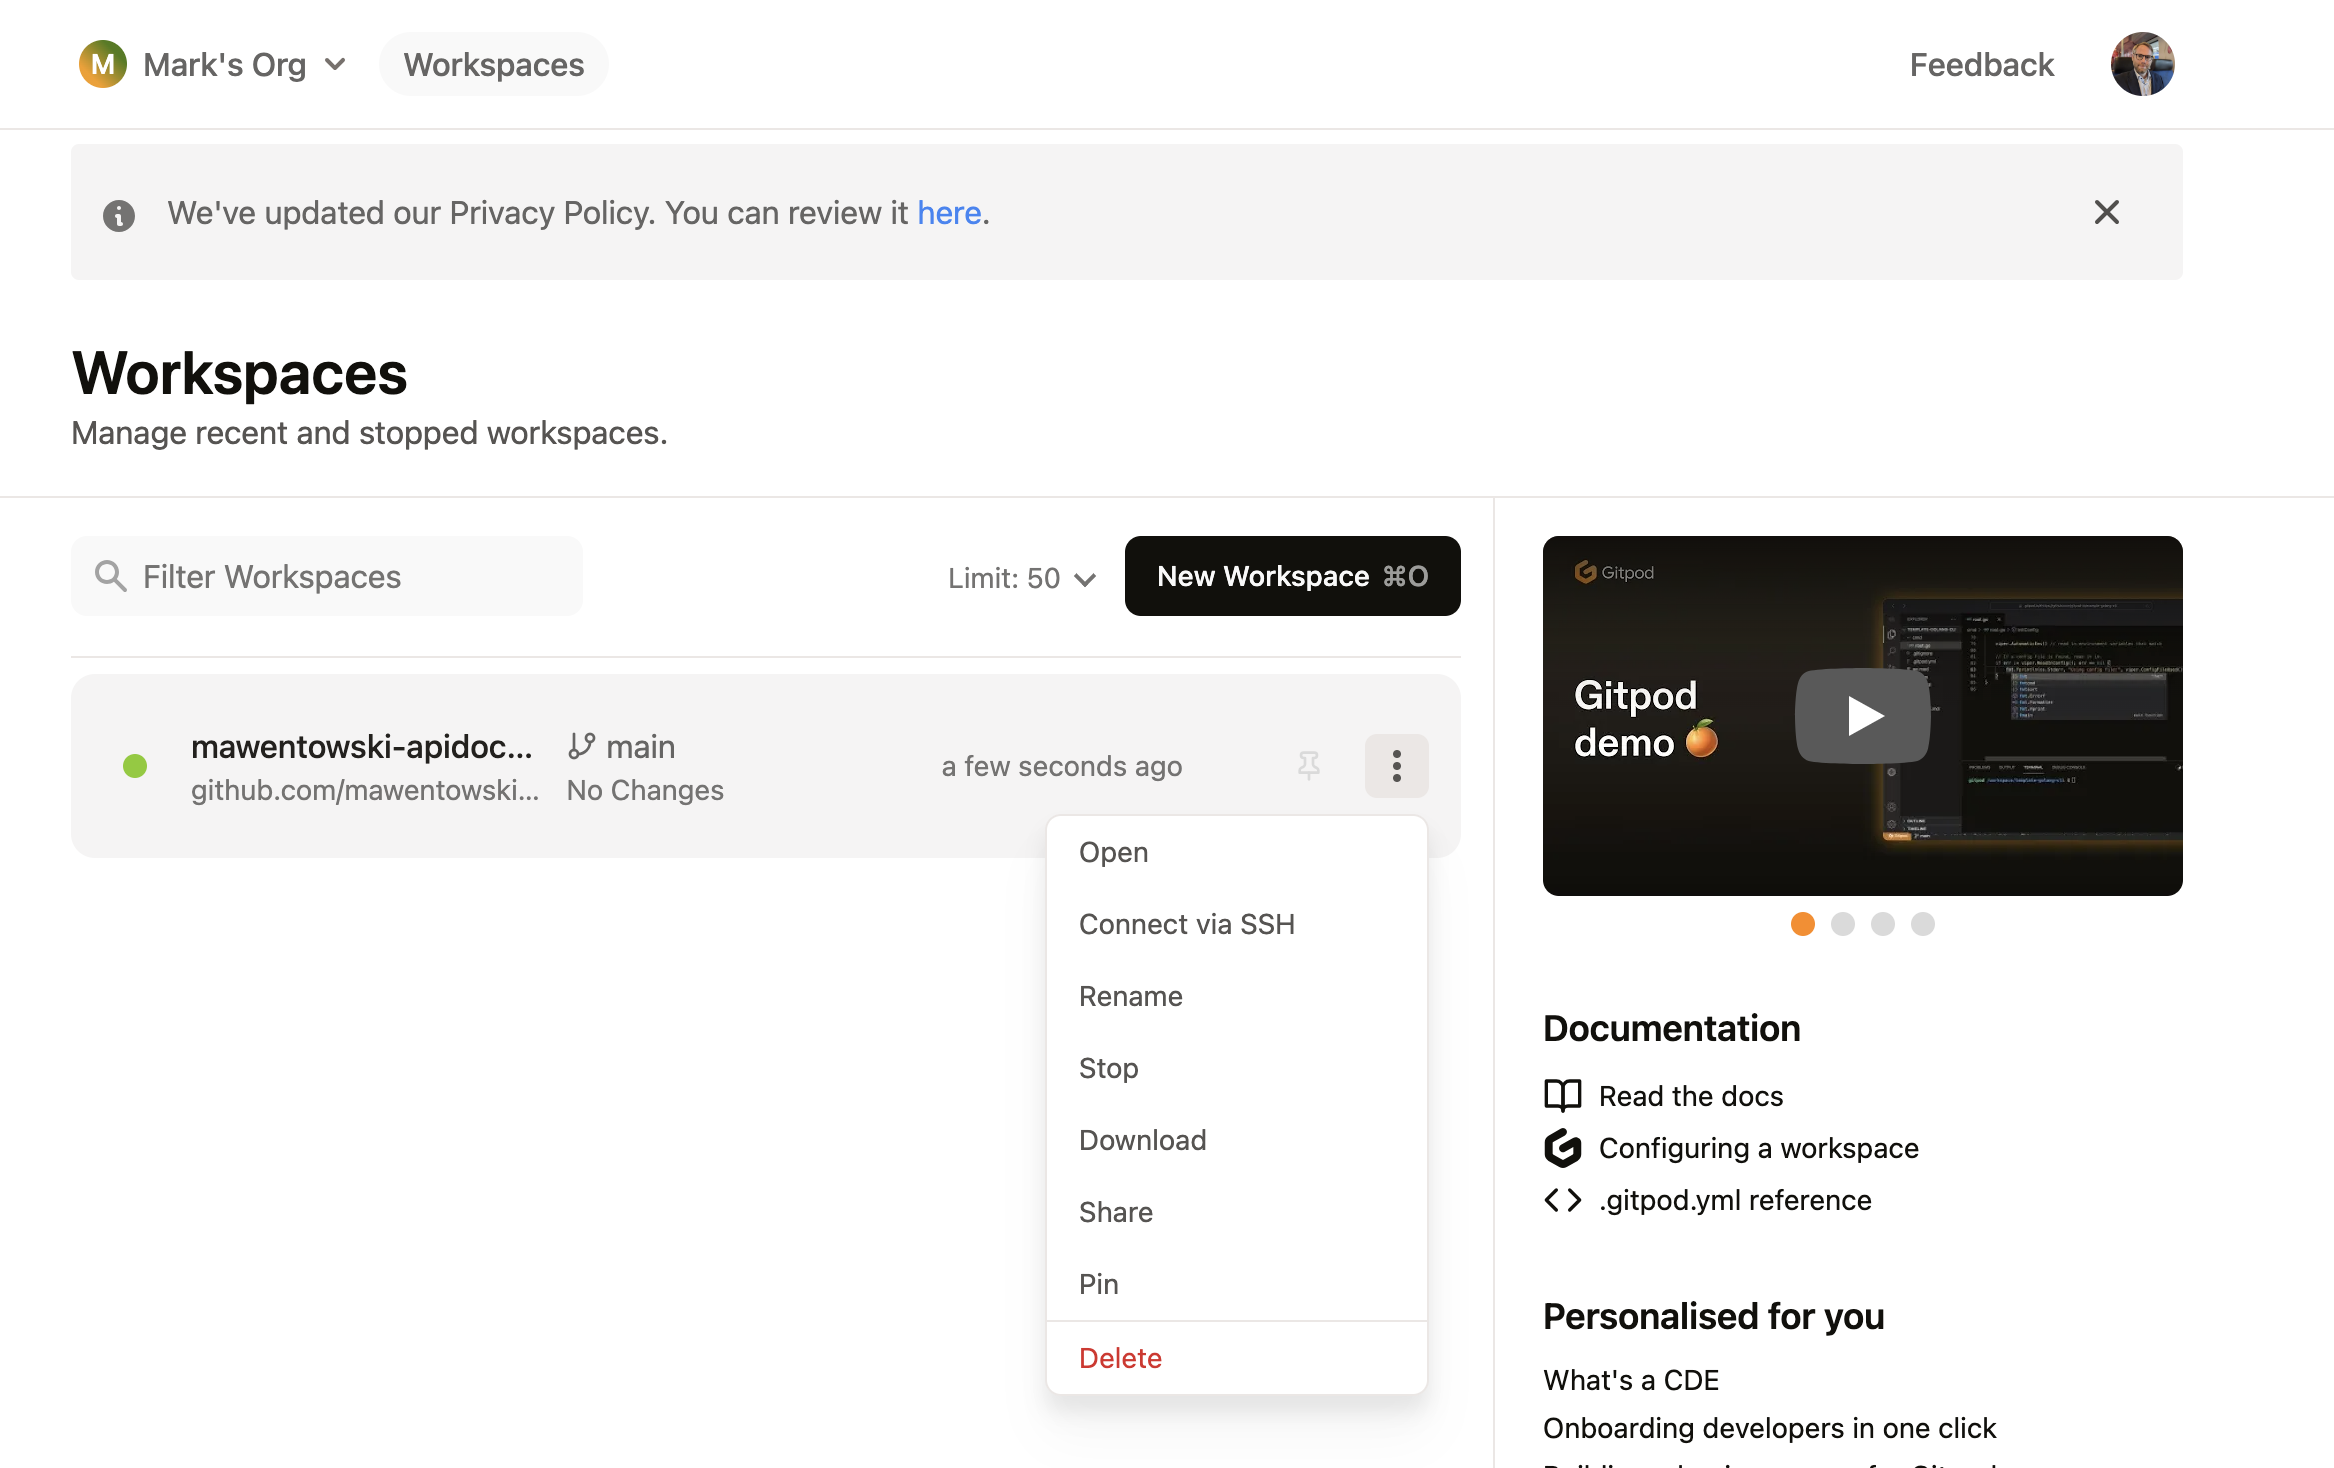 M Mark's Org Workspaces Feedback
We've updated our Privacy Policy. You can review it here.
Workspaces
Manage recent and stopped workspaces.
Filter Workspaces
Limit: 50
New Workspace ⌘O
mawentowski-apidoc...
github.com/mawentowski...
main
No Changes
a few seconds ago
Open
Connect via SSH
Rename
Stop
Download
Share
Pin
Delete
Gitpod
Gitpod
demo
Documentation
Read the docs
Configuring a workspace
.gitpod.yml reference
Personalised for you
What's a CDE
Onboarding developers in one click